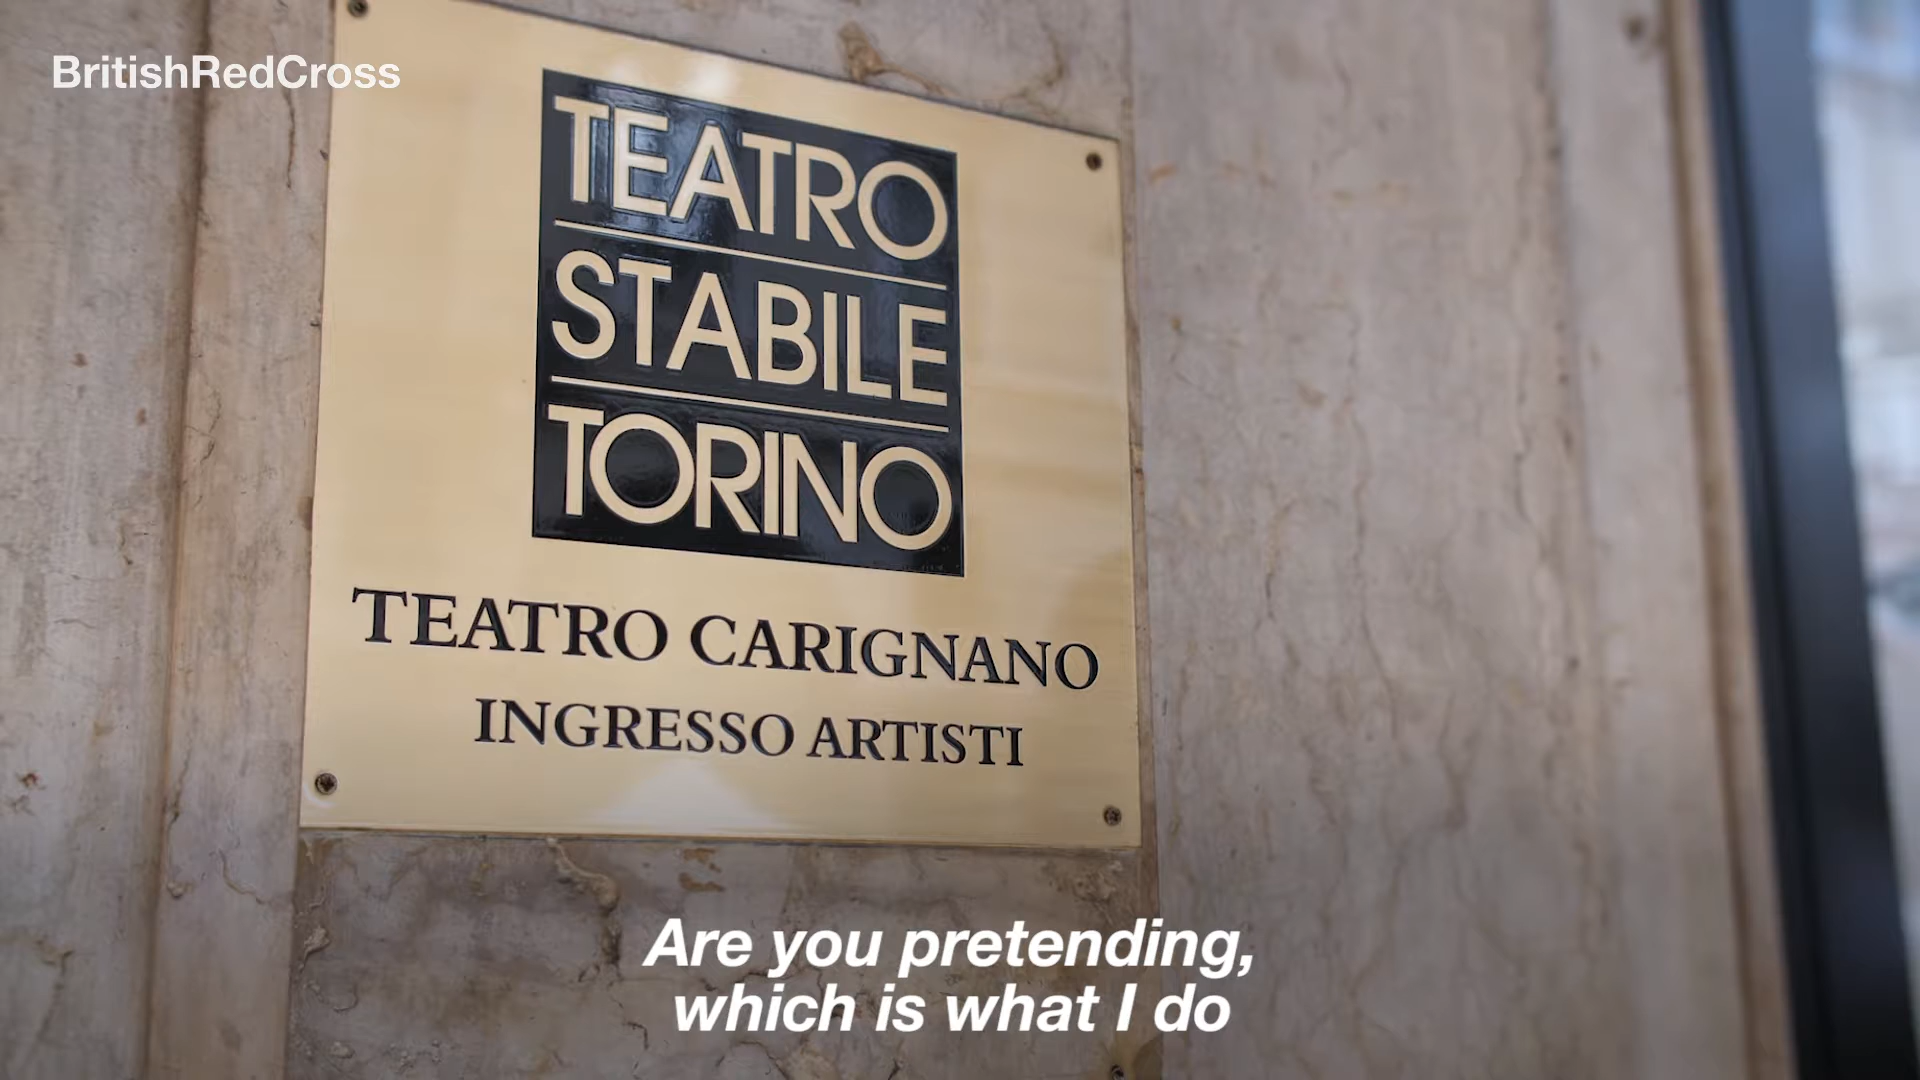 BritishRedCross
TEATRO
STABILE
TORINO
TEATRO CARIGNANO
INGRESSO ARTISTI
Are you pretending,
which is what I do